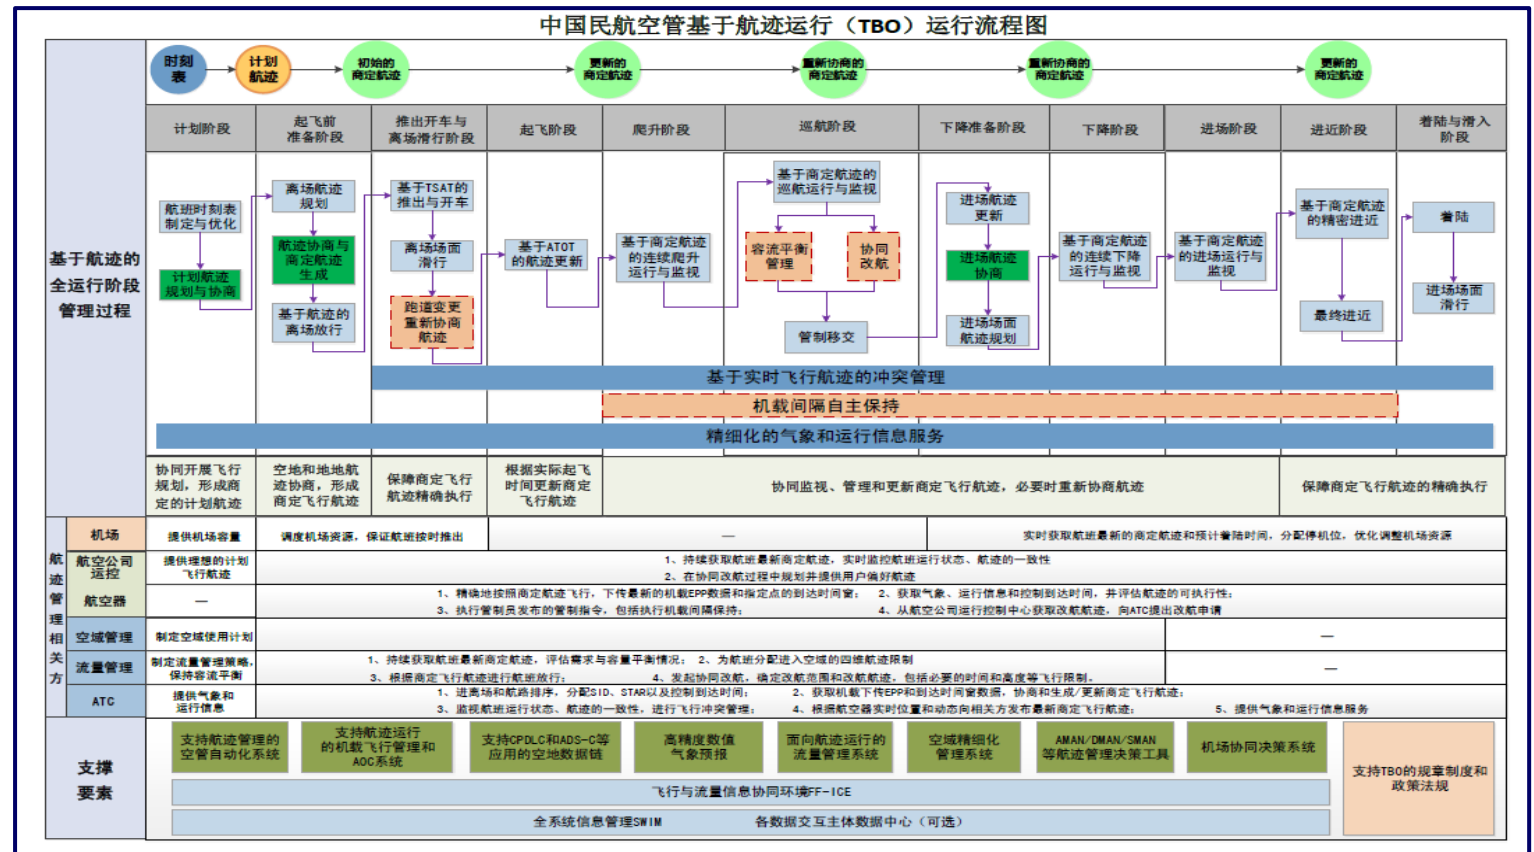 中国民航空管基于航迹运行（TBO）运行流程图
时刻
表
计划
航迹
初始的
商定航迹
更新的
商定航迹
重新协商的
商定航迹
重新协商的
商定航迹
更新的
商定航迹
计划阶段
起飞前
准备阶段
推出开车与
离场滑行阶段
起飞阶段
爬升阶段
巡航阶段
下降准备阶段
下降阶段
进场阶段
进近阶段
着陆与滑入
阶段
基于航迹的
全运行阶段
管理过程
航班时刻表
制定与优化
计划航迹
规划与协商
离场航迹
规划
航迹协商与
商定航迹
生成
基于航迹的
离场放行
基于TSAT的
推出与开车
离场场面
滑行
跑道变更
重新协商
航迹
基于ATOT
的航迹更新
基于商定航迹
的连续爬升
运行与监视
基于商定航迹的
巡航运行与监视
容流平衡
管理
协同
改航
管制移交
进场航迹
更新
进场航迹
协商
进场场面
航迹规划
基于商定航迹
的连续下降
运行与监视
基于商定航迹
的进场运行与
监视
基于商定航迹
的精密进近
最终进近
着陆
进场场面
滑行
基于实时飞行航迹的冲突管理
机载间隔自主保持
精细化的气象和运行信息服务
协同开展飞行
规划，形成商
定的计划航迹
空地和地地航
迹协商，形成
商定飞行航迹
保障商定飞行
航迹精确执行
根据实际起飞
时间更新商定
飞行航迹
协同监视、管理和更新商定飞行航迹，必要时重新协商航迹
保障商定飞行航迹的精确执行
航迹管理相关方
机场
提供机场容量
调度机场资源，保证航班按时推出
—
实时获取航班最新的商定航迹和预计着陆时间，分配停机位，优化调整机场资源
航空公司
运控
提供理想的计划
飞行航迹
1、持续获取航班最新商定航迹，实时监控航班运行状态、航迹的一致性
2、在协同改航过程中规划并提供用户偏好航迹
航空器
—
1、精确地按照商定航迹飞行，下传最新的机载EPP数据和指定点的到达时间窗； 2、获取气象、运行信息和控制到达时间，并评估航迹的可执行性；
3、执行管制员发布的管制指令，包括执行机载间隔保持； 4、从航空公司运行控制中心获取改航航迹，向ATC提出改航申请
空域管理
制定空域使用计划
—
流量管理
制定流量管理策略，
保持容流平衡
1、持续获取航班最新商定航迹，评估需求与容量平衡情况； 2、为航班分配进入空域的四维航迹限制
3、根据商定飞行航迹进行航班放行； 4、发起协同改航，确定改航范围和改航航迹，包括必要的时间和高度等飞行限制。
—
ATC
提供气象和
运行信息
1、进离场和航路排序，分配SID、STAR以及控制到达时间； 2、获取机载下传EPP和到达时间窗数据，协商和生成/更新商定飞行航迹；
3、监视航班运行状态、航迹的一致性，进行飞行冲突管理； 4、根据航空器实时位置和动态向相关方发布最新商定飞行航迹； 5、提供气象和运行信息服务
支撑
要素
支持航迹管理的
空管自动化系统
支持航迹运行
的机载飞行管理和
AOC系统
支持CPDLC和ADS-C等
应用的空地数据链
高精度数值
气象预报
面向航迹运行的
流量管理系统
空域精细化
管理系统
AMAN/DMAN/SMAN
等航迹管理决策工具
机场协同决策系统
支持TBO的规章制度和
政策法规
飞行与流量信息协同环境FF-ICE
全系统信息管理SWIM 各数据交互主体数据中心（可选）